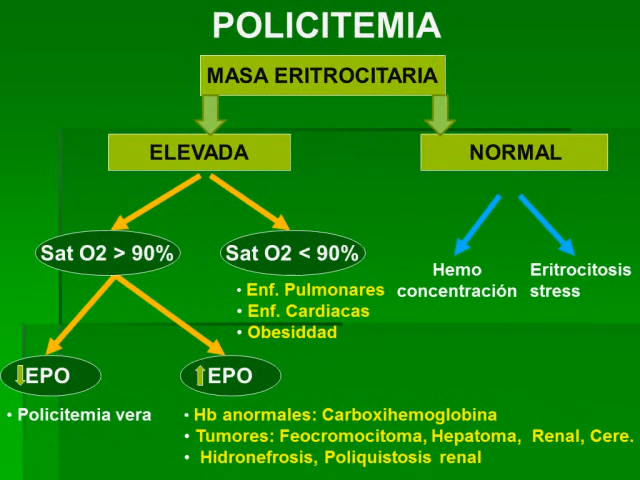 POLICITEMIA
MASA ERITROCITARIA
ELEVADA
NORMAL
Sat O2 > 90%
Sat O2 < 90%
• Enf. Pulmonares
• Enf. Cardiacas
• Obesiddad
Hemo
concentración
Eritrocitosis
stress
EPO
EPO
• Policitemia vera
• Hb anormales: Carboxihemoglobina
• Tumores: Feocromocitoma, Hepatoma, Renal, Cere.
• Hidronefrosis, Poliquistosis renal